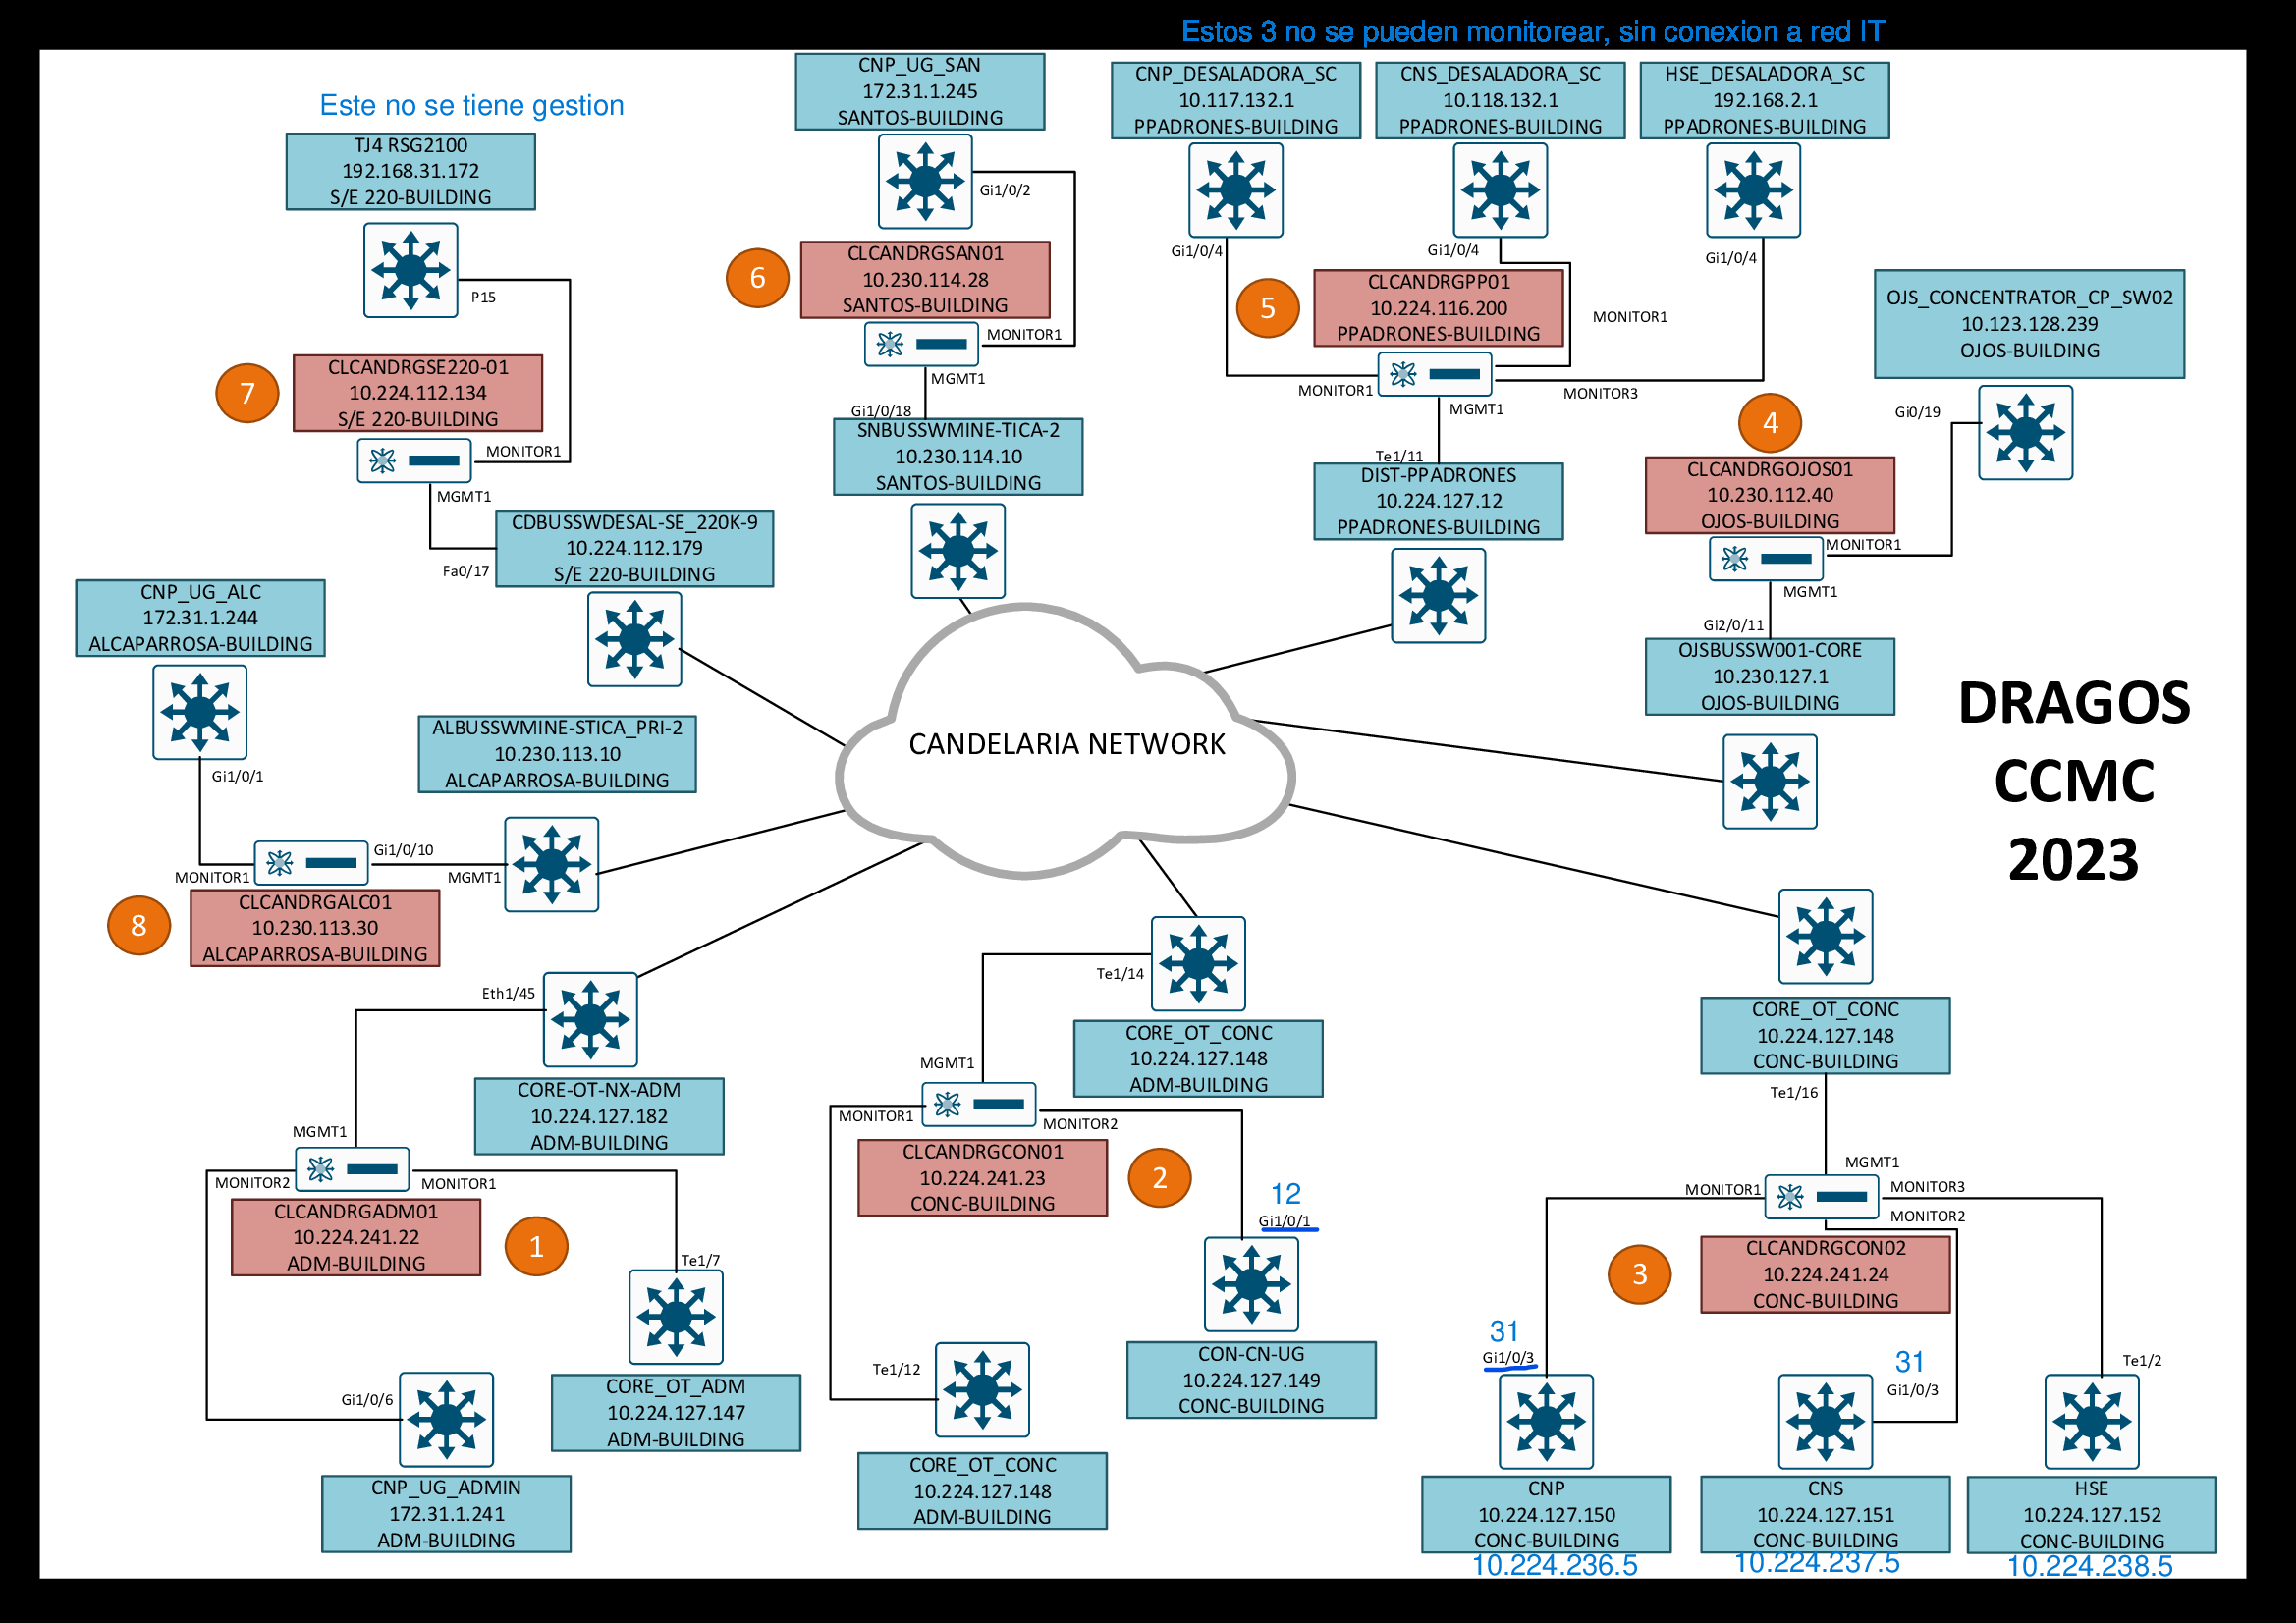 Estos 3 no se pueden monitorear, sin conexion a red IT
Este no se tiene gestion
TJ4 RSG2100
192.168.31.172
S/E 220-BUILDING
P15
7
CLCANDRGSE220-01
10.224.112.134
S/E 220-BUILDING
MONITOR1
MGMT1
Fa0/17
CDBUSSWDESAL-SE_220K-9
10.224.112.179
S/E 220-BUILDING
CNP_UG_SAN
172.31.1.245
SANTOS-BUILDING
Gi1/0/2
6
CLCANDRGSAN01
10.230.114.28
SANTOS-BUILDING
MONITOR1
MGMT1
Gi1/0/18
SNBUSSWMINE-TICA-2
10.230.114.10
SANTOS-BUILDING
CNP_DESALADORA_SC
10.117.132.1
PPADRONES-BUILDING
Gi1/0/4
CNS_DESALADORA_SC
10.118.132.1
PPADRONES-BUILDING
Gi1/0/4
HSE_DESALADORA_SC
192.168.2.1
PPADRONES-BUILDING
Gi1/0/4
5
CLCANDRGPP01
10.224.116.200
PPADRONES-BUILDING
MONITOR1
MONITOR1
MONITOR3
MGMT1
Te1/11
DIST-PPADRONES
10.224.127.12
PPADRONES-BUILDING
OJS_CONCENTRATOR_CP_SW02
10.123.128.239
OJOS-BUILDING
Gi0/19
4
CLCANDRGOJOS01
10.230.112.40
OJOS-BUILDING
MONITOR1
MGMT1
Gi2/0/11
OJSBUSSW001-CORE
10.230.127.1
OJOS-BUILDING
DRAGOS
CCMC
2023
CANDELARIA NETWORK
CNP_UG_ALC
172.31.1.244
ALCAPARROSA-BUILDING
Gi1/0/1
ALBUSSWMINE-STICA_PRI-2
10.230.113.10
ALCAPARROSA-BUILDING
Gi1/0/10
MONITOR1
MGMT1
8
CLCANDRGALC01
10.230.113.30
ALCAPARROSA-BUILDING
Eth1/45
CORE-OT-NX-ADM
10.224.127.182
ADM-BUILDING
MGMT1
MONITOR2
MONITOR1
CLCANDRGADM01
10.224.241.22
ADM-BUILDING
1
Te1/7
CORE_OT_ADM
10.224.127.147
ADM-BUILDING
Gi1/0/6
CNP_UG_ADMIN
172.31.1.241
ADM-BUILDING
Te1/14
CORE_OT_CONC
10.224.127.148
ADM-BUILDING
MGMT1
MONITOR1
MONITOR2
CLCANDRGCON01
10.224.241.23
CONC-BUILDING
2
12
Gi1/0/1
CON-CN-UG
10.224.127.149
CONC-BUILDING
Te1/12
CORE_OT_CONC
10.224.127.148
ADM-BUILDING
CORE_OT_CONC
10.224.127.148
CONC-BUILDING
Te1/16
MGMT1
MONITOR1
MONITOR3
MONITOR2
3
CLCANDRGCON02
10.224.241.24
CONC-BUILDING
31
Gi1/0/3
31
Gi1/0/3
Te1/2
CNP
10.224.127.150
CONC-BUILDING
10.224.236.5
CNS
10.224.127.151
CONC-BUILDING
10.224.237.5
HSE
10.224.127.152
CONC-BUILDING
10.224.238.5